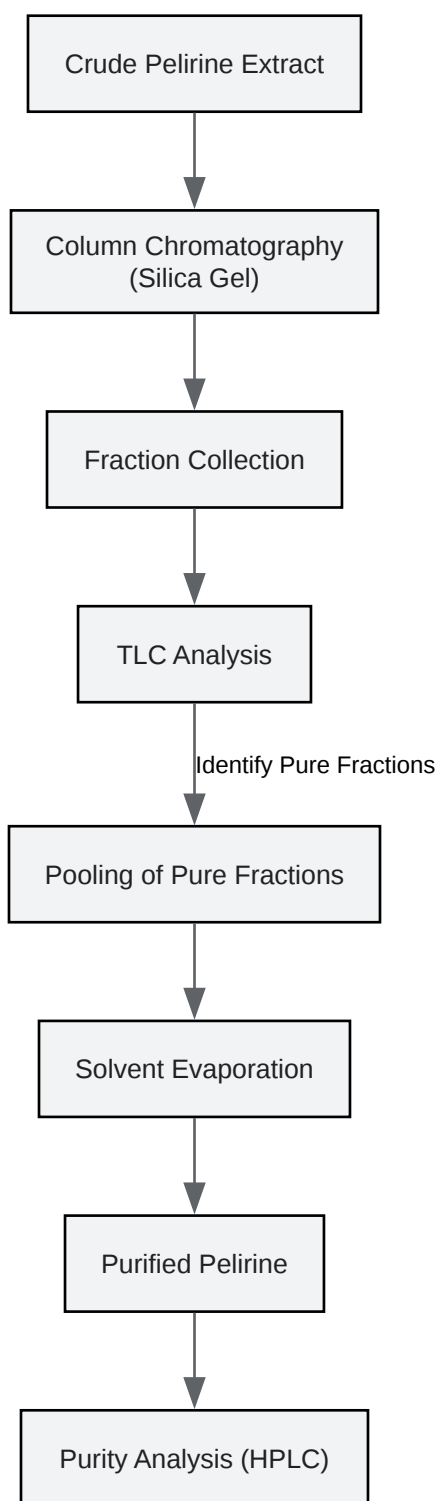 Crude Pelirine Extract
Column Chromatography
(Silica Gel)
Fraction Collection
TLC Analysis
Identify Pure Fractions
Pooling of Pure Fractions
Solvent Evaporation
Purified Pelirine
Purity Analysis (HPLC)